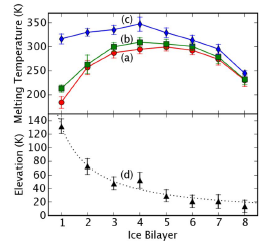 Melting Temperature (K)
350
300
250
200
(c)
(b)
(a)
Elevation (K)
140
120
100
80
60
40
20
0
(d)
1 2 3 4 5 6 7 8
Ice Bilayer